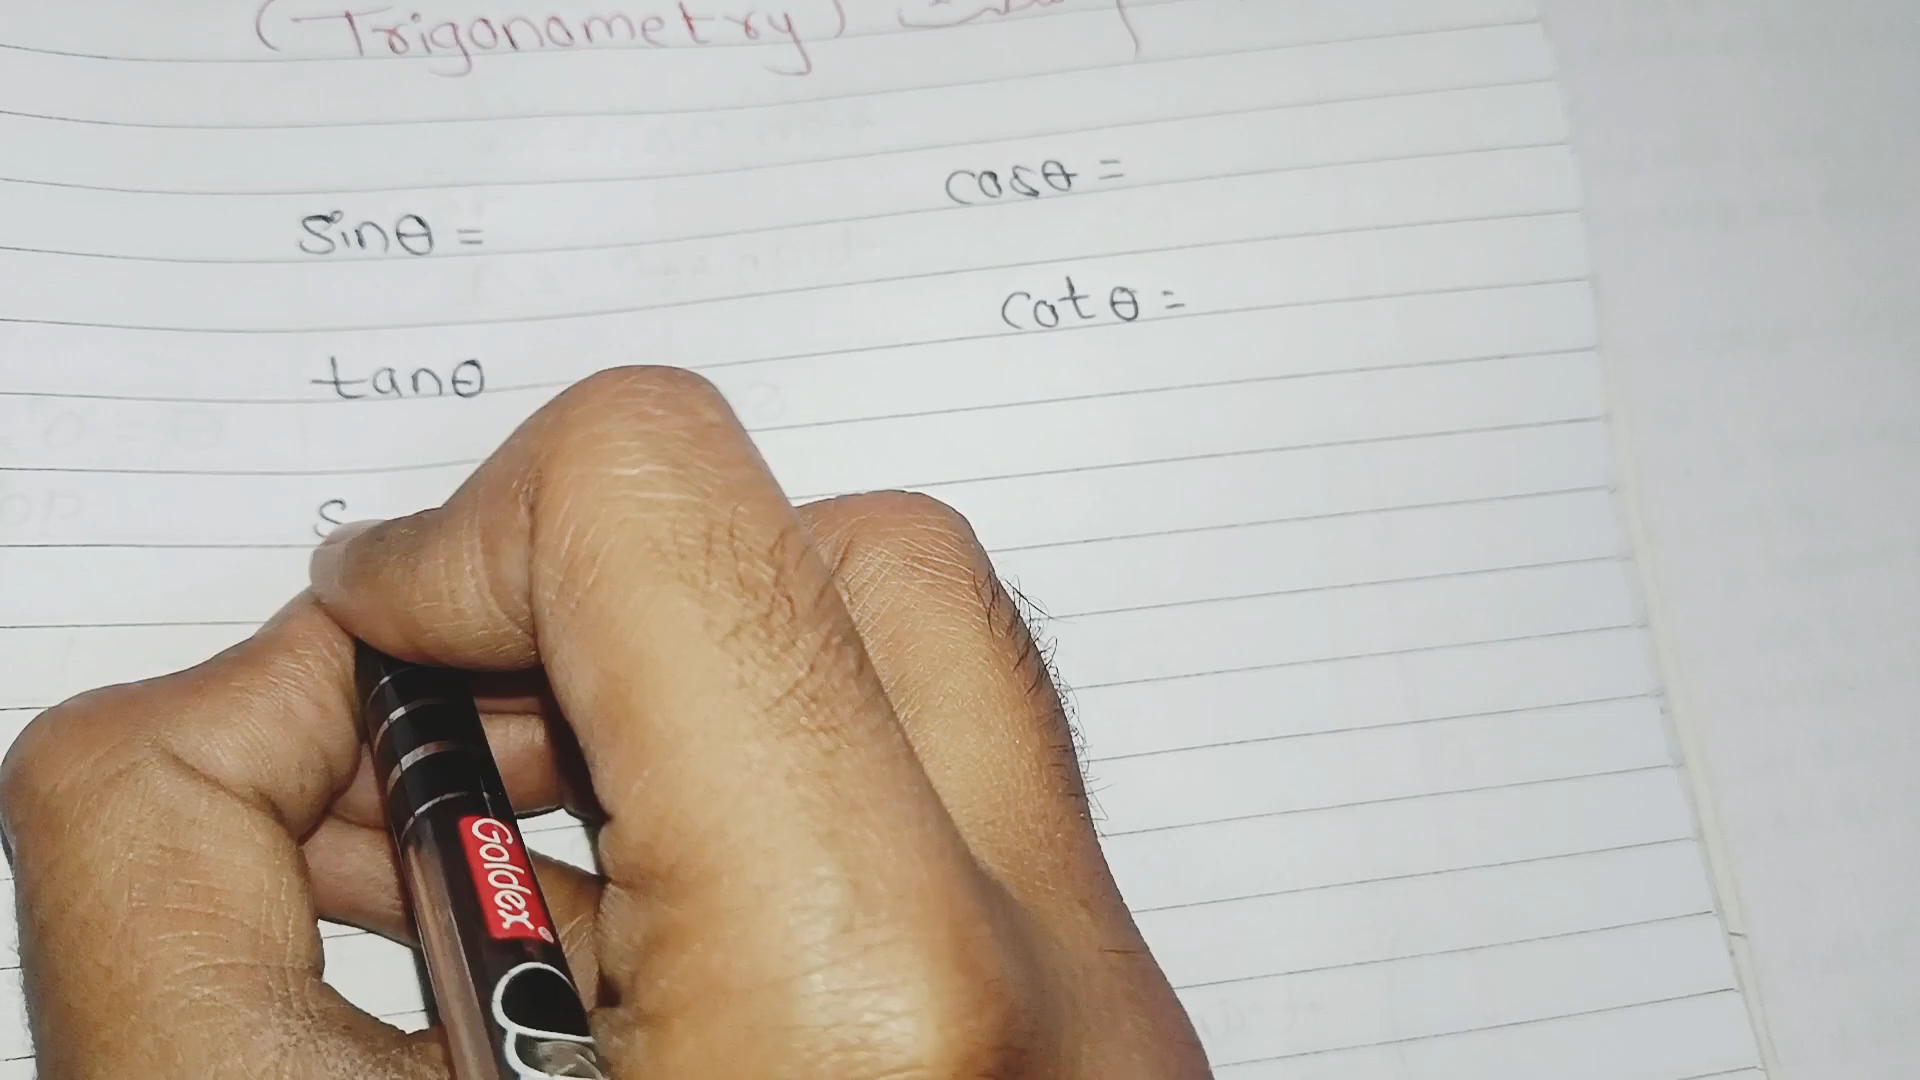 (Trigonometry)
sinθ =
cosθ =
tanθ
cotθ =
s
Goldex